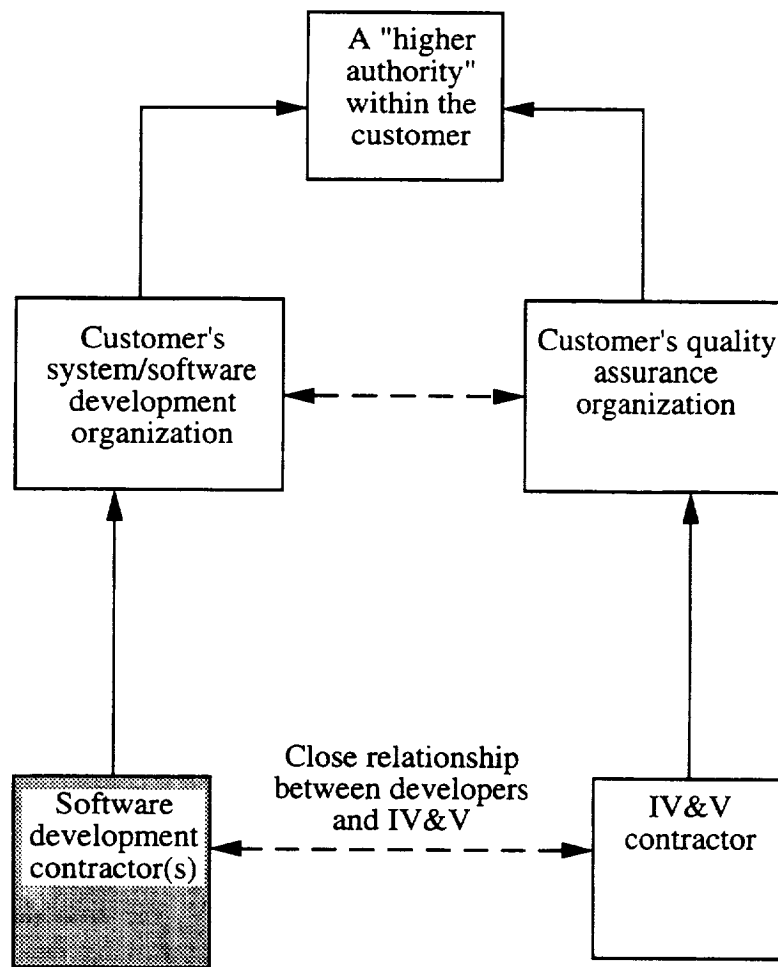 A "higher
authority"
within the
customer
Customer's
system/software
development
organization
Customer's quality
assurance
organization
Close relationship
between developers
and IV&V
Software
development
contractor(s)
IV&V
contractor